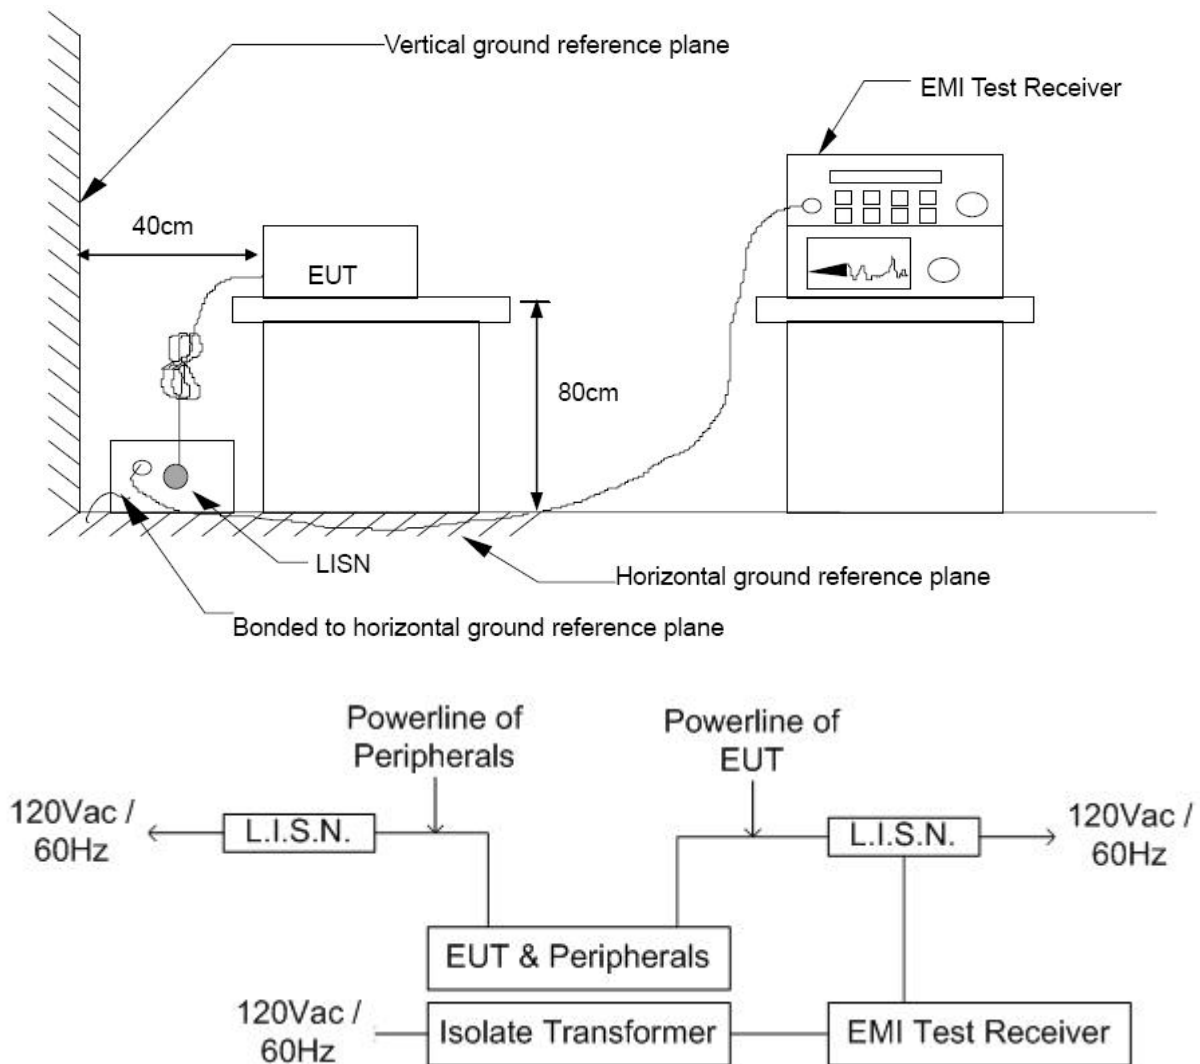 Vertical ground reference plane
EMI Test Receiver
40cm
EUT
80cm
LISN
Horizontal ground reference plane
Bonded to horizontal ground reference plane
Powerline of
Peripherals
Powerline of
EUT
120Vac /
60Hz
L.I.S.N.
L.I.S.N.
120Vac /
60Hz
EUT & Peripherals
120Vac /
60Hz
Isolate Transformer
EMI Test Receiver